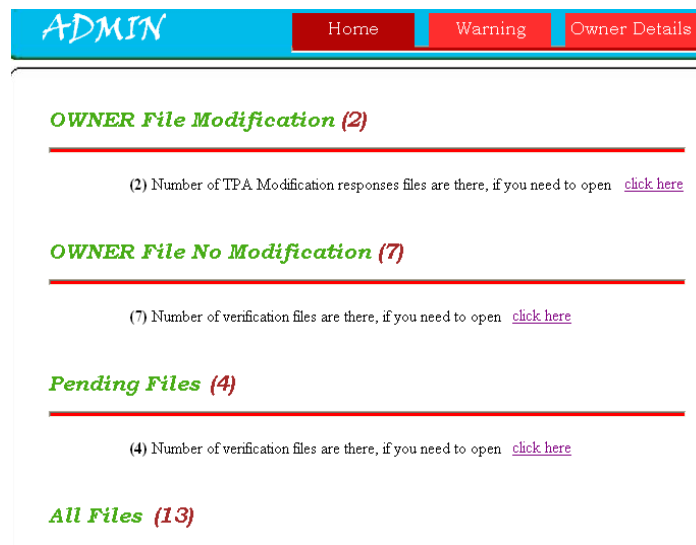 ADMIN
Home Warning Owner Details
OWNER File Modification (2)
(2) Number of TPA Modification responses files are there, if you need to open click here
OWNER File No Modification (7)
(7) Number of verification files are there, if you need to open click here
Pending Files (4)
(4) Number of verification files are there, if you need to open click here
All Files (13)